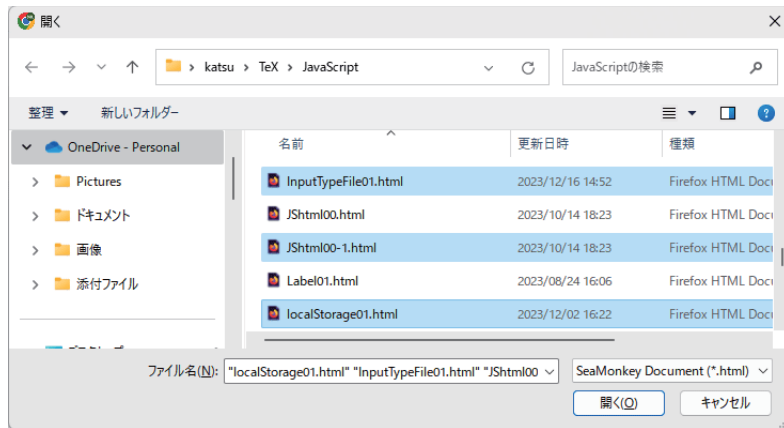 開く
katsu › TeX › JavaScript
JavaScriptの検索
整理 新しいフォルダー
OneDrive - Personal
Pictures
ドキュメント
画像
添付ファイル
名前 更新日時 種類
InputTypeFile01.html 2023/12/16 14:52 Firefox HTML Doc
JShtml00.html 2023/10/14 18:23 Firefox HTML Doc
JShtml00-1.html 2023/10/14 18:23 Firefox HTML Doc
Label01.html 2023/08/24 16:06 Firefox HTML Doc
localStorage01.html 2023/12/02 16:22 Firefox HTML Doc
ファイル名(N): "localStorage01.html" "InputTypeFile01.html" "JShtml00 SeaMonkey Document (*.html)
開く(O) キャンセル